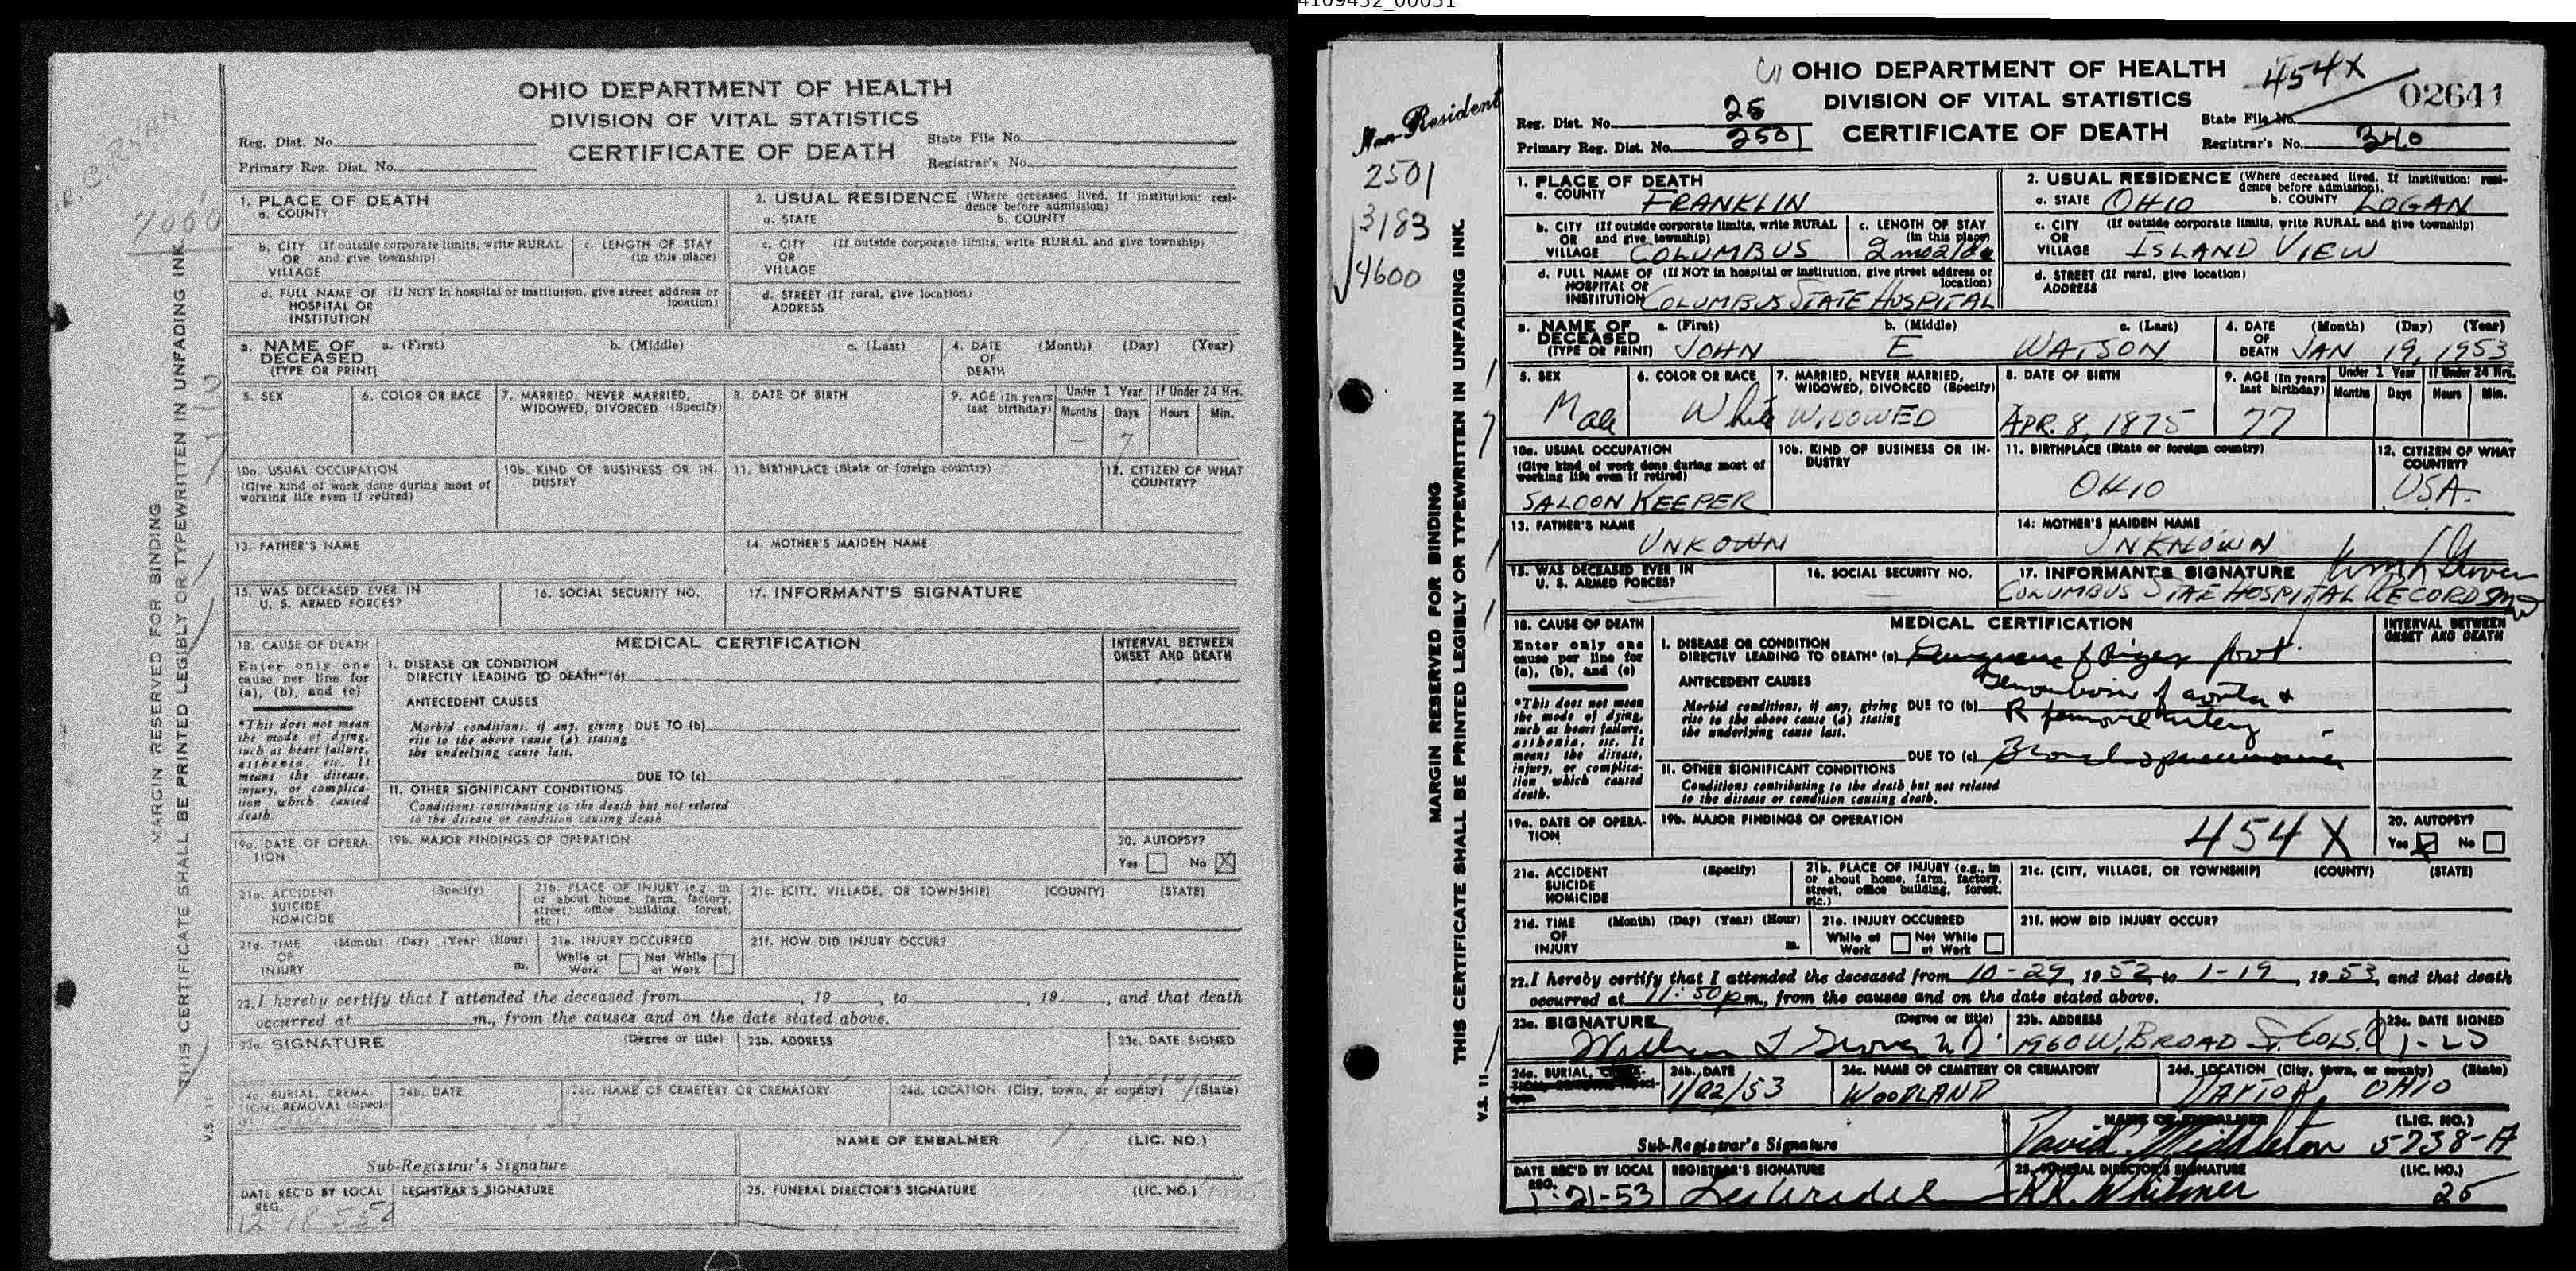 R.C. RYAN
7000
OHIO DEPARTMENT OF HEALTH
DIVISION OF VITAL STATISTICS
CERTIFICATE OF DEATH
Reg. Dist. No.
Primary Reg. Dist. No.
State File No.
Registrar's No.
1. PLACE OF DEATH
a. COUNTY
2. USUAL RESIDENCE (Where deceased lived. If institution: resi-
dence before admission)
a. STATE b. COUNTY
b. CITY (If outside corporate limits, write RURAL
OR and give township)
VILLAGE
c. LENGTH OF STAY
(in this place)
c. CITY (If outside corporate limits, write RURAL and give township)
OR
VILLAGE
d. FULL NAME OF (If NOT in hospital or institution, give street address or
HOSPITAL OR location)
INSTITUTION
d. STREET (If rural, give location)
ADDRESS
3. NAME OF a. (First) b. (Middle) c. (Last)
DECEASED
(TYPE OR PRINT)
4. DATE (Month) (Day) (Year)
OF
DEATH
5. SEX
6. COLOR OR RACE
7. MARRIED, NEVER MARRIED,
WIDOWED, DIVORCED (Specify)
8. DATE OF BIRTH
9. AGE (In years
last birthday)
Under 1 Year If Under 24 Hrs.
Months Days Hours Min.
7
10a. USUAL OCCUPATION
(Give kind of work done during most of
working life even if retired)
10b. KIND OF BUSINESS OR IN-
DUSTRY
11. BIRTHPLACE (State or foreign country)
12. CITIZEN OF WHAT
COUNTRY?
13. FATHER'S NAME
14. MOTHER'S MAIDEN NAME
15. WAS DECEASED EVER IN
U. S. ARMED FORCES?
16. SOCIAL SECURITY NO.
17. INFORMANT'S SIGNATURE
18. CAUSE OF DEATH
Enter only one
cause per line for
(a), (b), and (c)
*This does not mean
the mode of dying,
such as heart failure,
asthenia, etc. It
means the disease,
injury, or complica-
tion which caused
death.
MEDICAL CERTIFICATION
I. DISEASE OR CONDITION
DIRECTLY LEADING TO DEATH* (a)
ANTECEDENT CAUSES
Morbid conditions, if any, giving DUE TO (b)
rise to the above cause (a) stating
the underlying cause last.
DUE TO (c)
II. OTHER SIGNIFICANT CONDITIONS
Conditions contributing to the death but not related
to the disease or condition causing death.
INTERVAL BETWEEN
ONSET AND DEATH
19a. DATE OF OPERA-
TION
19b. MAJOR FINDINGS OF OPERATION
20. AUTOPSY?
Yes No X
21a. ACCIDENT (Specify)
SUICIDE
HOMICIDE
21b. PLACE OF INJURY (e.g., in
or about home, farm, factory,
street, office building, forest,
etc.)
21c. (CITY, VILLAGE, OR TOWNSHIP) (COUNTY) (STATE)
21d. TIME (Month) (Day) (Year) (Hour)
OF
INJURY m.
21e. INJURY OCCURRED
While at Not While
Work at Work
21f. HOW DID INJURY OCCUR?
22. I hereby certify that I attended the deceased from , 19 , to , 19 , and that death
occurred at m., from the causes and on the date stated above.
23a. SIGNATURE (Degree or title)
23b. ADDRESS
23c. DATE SIGNED
24a. BURIAL, CREMA-
TION, REMOVAL (Speci-
24b. DATE
24c. NAME OF CEMETERY OR CREMATORY
24d. LOCATION (City, town, or county) (State)
Sub-Registrar's Signature
NAME OF EMBALMER (LIC. NO.)
DATE REC'D BY LOCAL
REG.
REGISTRAR'S SIGNATURE
25. FUNERAL DIRECTOR'S SIGNATURE (LIC. NO.)
MARGIN RESERVED FOR BINDING
THIS CERTIFICATE SHALL BE PRINTED LEGIBLY OR TYPEWRITTEN IN UNFADING INK.
V.S. 11
4109432_00031
Non-Resident
2501
3183
4600
OHIO DEPARTMENT OF HEALTH
DIVISION OF VITAL STATISTICS
CERTIFICATE OF DEATH
454X
02641
Reg. Dist. No. 25
Primary Reg. Dist. No. 2501
State File No.
Registrar's No. 340
1. PLACE OF DEATH
a. COUNTY FRANKLIN
2. USUAL RESIDENCE (Where deceased lived. If institution: resi-
dence before admission).
a. STATE OHIO b. COUNTY LOGAN
b. CITY (If outside corporate limits, write RURAL
OR and give township)
VILLAGE COLUMBUS
c. LENGTH OF STAY
(in this place)
2 mo 21 da
c. CITY (If outside corporate limits, write RURAL and give township)
OR
VILLAGE ISLAND VIEW
d. FULL NAME OF (If NOT in hospital or institution, give street address or
HOSPITAL OR location)
INSTITUTION COLUMBUS STATE HOSPITAL
d. STREET (If rural, give location)
ADDRESS
3. NAME OF a. (First) b. (Middle) c. (Last)
DECEASED
(TYPE OR PRINT) JOHN E WATSON
4. DATE (Month) (Day) (Year)
OF
DEATH JAN 19, 1953
5. SEX
Male
6. COLOR OR RACE
White
7. MARRIED, NEVER MARRIED,
WIDOWED, DIVORCED (Specify)
WIDOWED
8. DATE OF BIRTH
APR. 8, 1875
9. AGE (In years
last birthday)
77
Under 1 Year If Under 24 Hrs.
Months Days Hours Min.
10a. USUAL OCCUPATION
(Give kind of work done during most of
working life even if retired)
SALOON KEEPER
10b. KIND OF BUSINESS OR IN-
DUSTRY
11. BIRTHPLACE (State or foreign country)
OHIO
12. CITIZEN OF WHAT
COUNTRY?
USA.
13. FATHER'S NAME
UNKOWN
14. MOTHER'S MAIDEN NAME
UNKNOWN
15. WAS DECEASED EVER IN
U. S. ARMED FORCES?
16. SOCIAL SECURITY NO.
17. INFORMANT'S SIGNATURE
COLUMBUS STAE HOSPITAL RECORDS
18. CAUSE OF DEATH
Enter only one
cause per line for
(a), (b), and (c)
*This does not mean
the mode of dying,
such as heart failure,
asthenia, etc. It
means the disease,
injury, or complica-
tion which caused
death.
MEDICAL CERTIFICATION
I. DISEASE OR CONDITION
DIRECTLY LEADING TO DEATH* (a) Gangrene of Right foot.
ANTECEDENT CAUSES
Morbid conditions, if any, giving DUE TO (b) Thrombosis of aorta &
R femoral artery
rise to the above cause (a) stating
the underlying cause last.
DUE TO (c) Bronchopneumonia
II. OTHER SIGNIFICANT CONDITIONS
Conditions contributing to the death but not related
to the disease or condition causing death.
INTERVAL BETWEEN
ONSET AND DEATH
19a. DATE OF OPERA-
TION
19b. MAJOR FINDINGS OF OPERATION
454X
20. AUTOPSY?
Yes X No
21a. ACCIDENT (Specify)
SUICIDE
HOMICIDE
21b. PLACE OF INJURY (e.g., in
or about home, farm, factory,
street, office building, forest,
etc.)
21c. (CITY, VILLAGE, OR TOWNSHIP) (COUNTY) (STATE)
21d. TIME (Month) (Day) (Year) (Hour)
OF
INJURY m.
21e. INJURY OCCURRED
While at Not While
Work at Work
21f. HOW DID INJURY OCCUR?
22. I hereby certify that I attended the deceased from 10-29, 1952, to 1-19, 1953, and that death
occurred at 11:50 p m., from the causes and on the date stated above.
23a. SIGNATURE (Degree or title)
William L Grover M.D.
23b. ADDRESS
1960 W. BROAD St. COLS. O
23c. DATE SIGNED
24a. BURIAL,
24b. DATE
1/22/53
24c. NAME OF CEMETERY OR CREMATORY
WOODLAND
24d. LOCATION (City, town, or county) (State)
DAYTON, OHIO
Sub-Registrar's Signature
NAME OF EMBALMER (LIC. NO.)
David Middleton 5738-A
DATE REC'D BY LOCAL
REG.
1-21-53
REGISTRAR'S SIGNATURE
25. FUNERAL DIRECTOR'S SIGNATURE (LIC. NO.)
R.R. Whitmer 25
MARGIN RESERVED FOR BINDING
THIS CERTIFICATE SHALL BE PRINTED LEGIBLY OR TYPEWRITTEN IN UNFADING INK.
V.S. 11